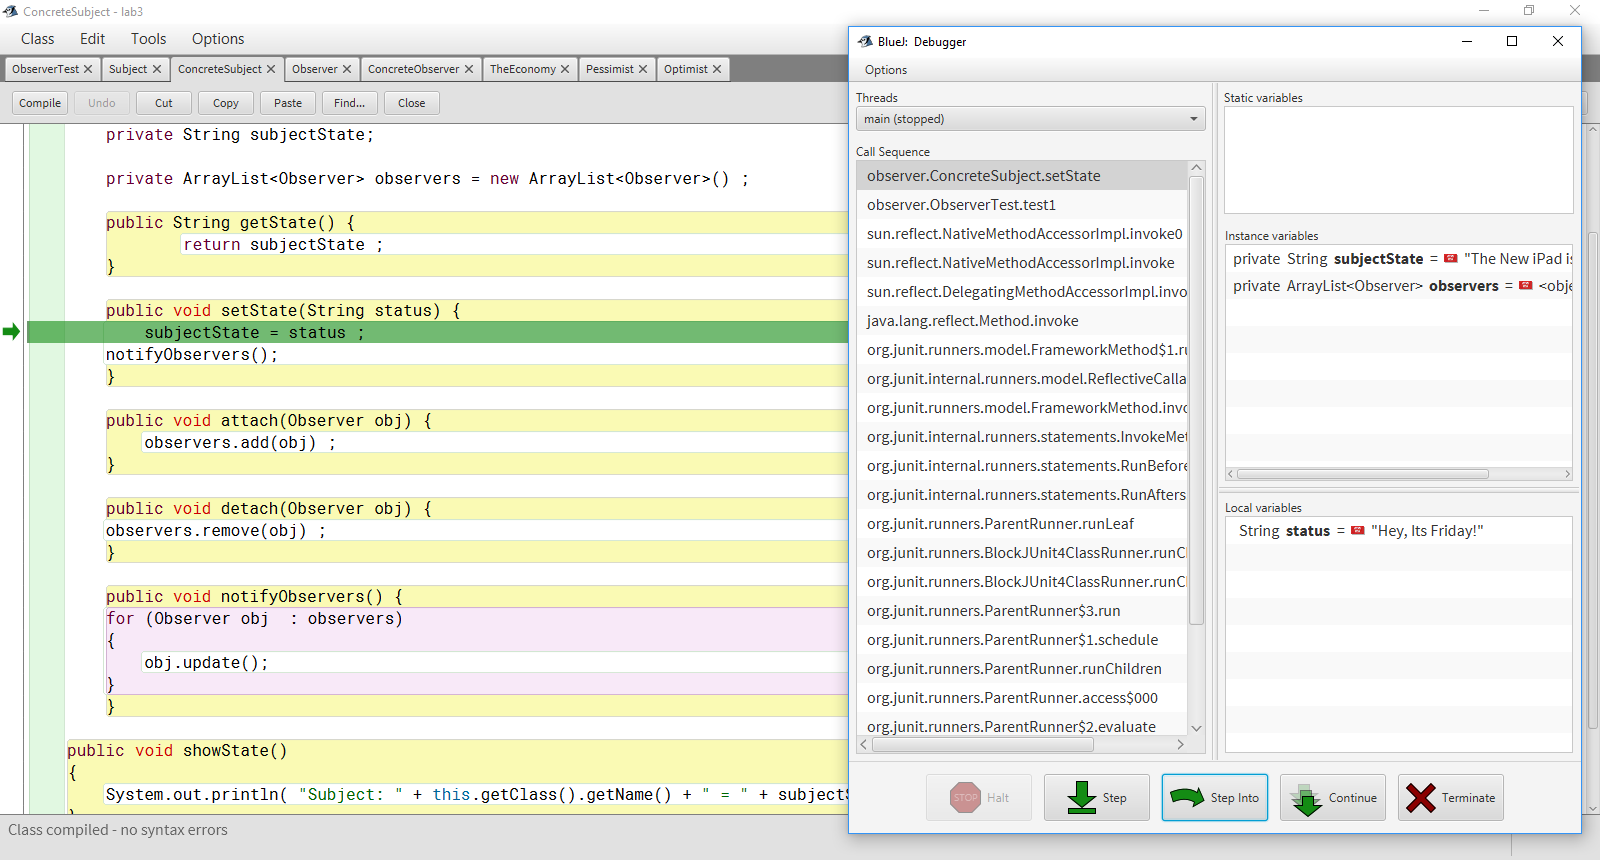 ConcreteSubject - lab3
Class Edit Tools Options
ObserverTest Subject ConcreteSubject Observer ConcreteObserver TheEconomy Pessimist Optimist
Compile Undo Cut Copy Paste Find... Close
private String subjectState;
private ArrayList<Observer> observers = new ArrayList<Observer>() ;
public String getState() {
return subjectState ;
}
public void setState(String status) {
subjectState = status ;
notifyObservers();
}
public void attach(Observer obj) {
observers.add(obj) ;
}
public void detach(Observer obj) {
observers.remove(obj) ;
}
public void notifyObservers() {
for (Observer obj  : observers)
{
obj.update();
}
}
public void showState()
{
System.out.println( "Subject: " + this.getClass().getName() + " = " + subjectS
Class compiled - no syntax errors
BlueJ: Debugger
Options
Threads
main (stopped)
Call Sequence
observer.ConcreteSubject.setState
observer.ObserverTest.test1
sun.reflect.NativeMethodAccessorImpl.invoke0
sun.reflect.NativeMethodAccessorImpl.invoke
sun.reflect.DelegatingMethodAccessorImpl.invo
java.lang.reflect.Method.invoke
org.junit.runners.model.FrameworkMethod$1.ru
org.junit.internal.runners.model.ReflectiveCalla
org.junit.runners.model.FrameworkMethod.invo
org.junit.internal.runners.statements.InvokeMet
org.junit.internal.runners.statements.RunBefore
org.junit.internal.runners.statements.RunAfters
org.junit.runners.ParentRunner.runLeaf
org.junit.runners.BlockJUnit4ClassRunner.runCl
org.junit.runners.BlockJUnit4ClassRunner.runCl
org.junit.runners.ParentRunner$3.run
org.junit.runners.ParentRunner$1.schedule
org.junit.runners.ParentRunner.runChildren
org.junit.runners.ParentRunner.access$000
org.junit.runners.ParentRunner$2.evaluate
Static variables
Instance variables
private String subjectState = "The New iPad is
private ArrayList<Observer> observers = <obje
Local variables
String status = "Hey, Its Friday!"
STOP Halt Step Step Into Continue Terminate